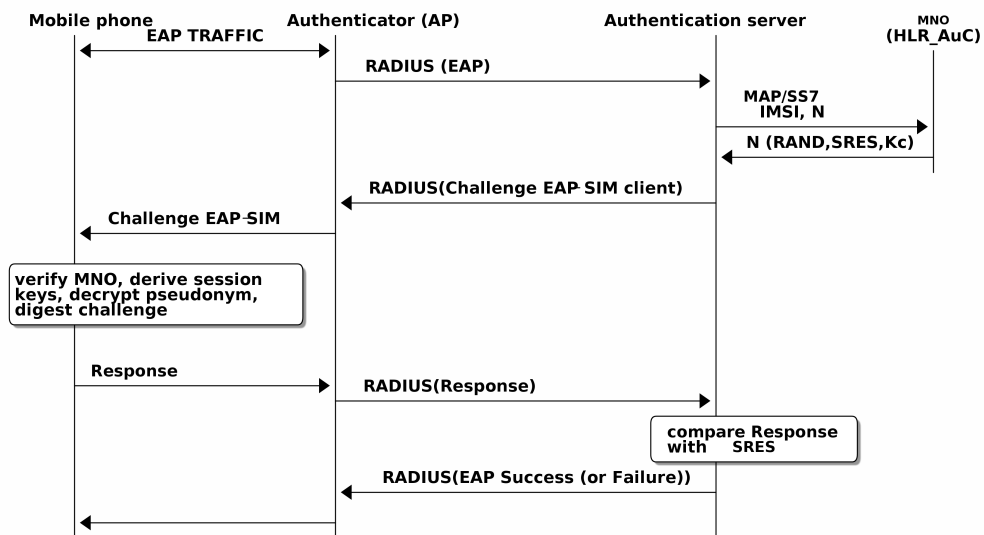 Mobile phone
Authenticator (AP)
Authentication server
MNO
(HLR_AuC)
EAP TRAFFIC
RADIUS (EAP)
MAP/SS7
IMSI, N
N (RAND,SRES,Kc)
RADIUS(Challenge EAP-SIM client)
Challenge EAP-SIM
verify MNO, derive session
keys, decrypt pseudonym,
digest challenge
Response
RADIUS(Response)
compare Response
with SRES
RADIUS(EAP Success (or Failure))